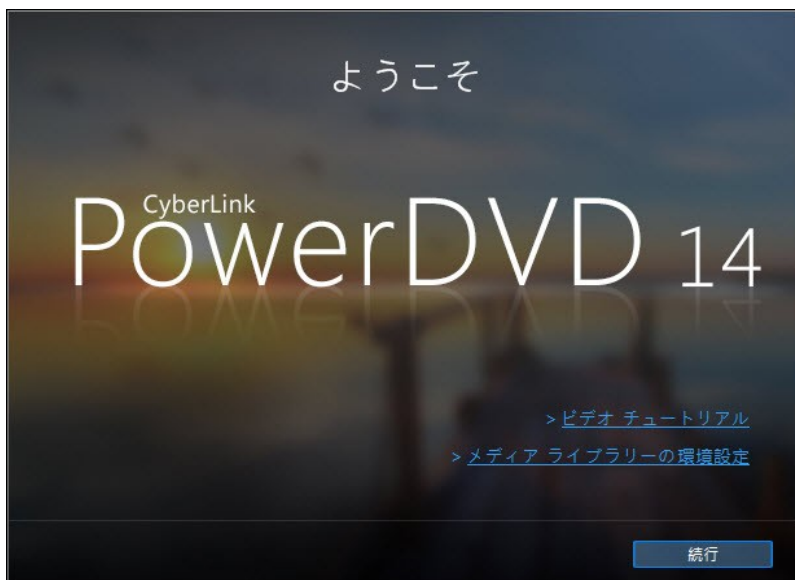 ようこそ
CyberLink
PowerDVD 14
> ビデオ チュートリアル
> メディア ライブラリーの環境設定
続行